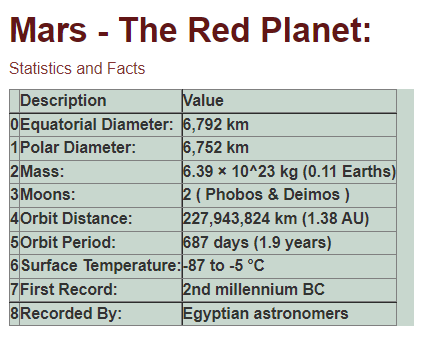 Mars - The Red Planet:
Statistics and Facts
Description Value
0 Equatorial Diameter: 6,792 km
1 Polar Diameter: 6,752 km
2 Mass: 6.39 × 10^23 kg (0.11 Earths)
3 Moons: 2 ( Phobos & Deimos )
4 Orbit Distance: 227,943,824 km (1.38 AU)
5 Orbit Period: 687 days (1.9 years)
6 Surface Temperature: -87 to -5 °C
7 First Record: 2nd millennium BC
8 Recorded By: Egyptian astronomers